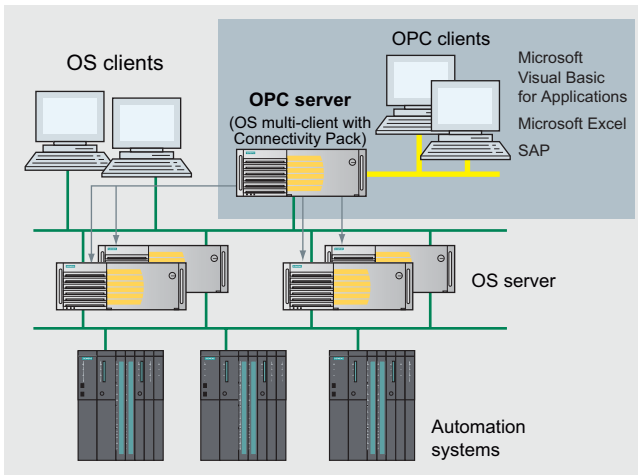 OS clients
OPC clients
OPC server
(OS multi-client with
Connectivity Pack)
Microsoft
Visual Basic
for Applications
Microsoft Excel
SAP
OS server
Automation
systems